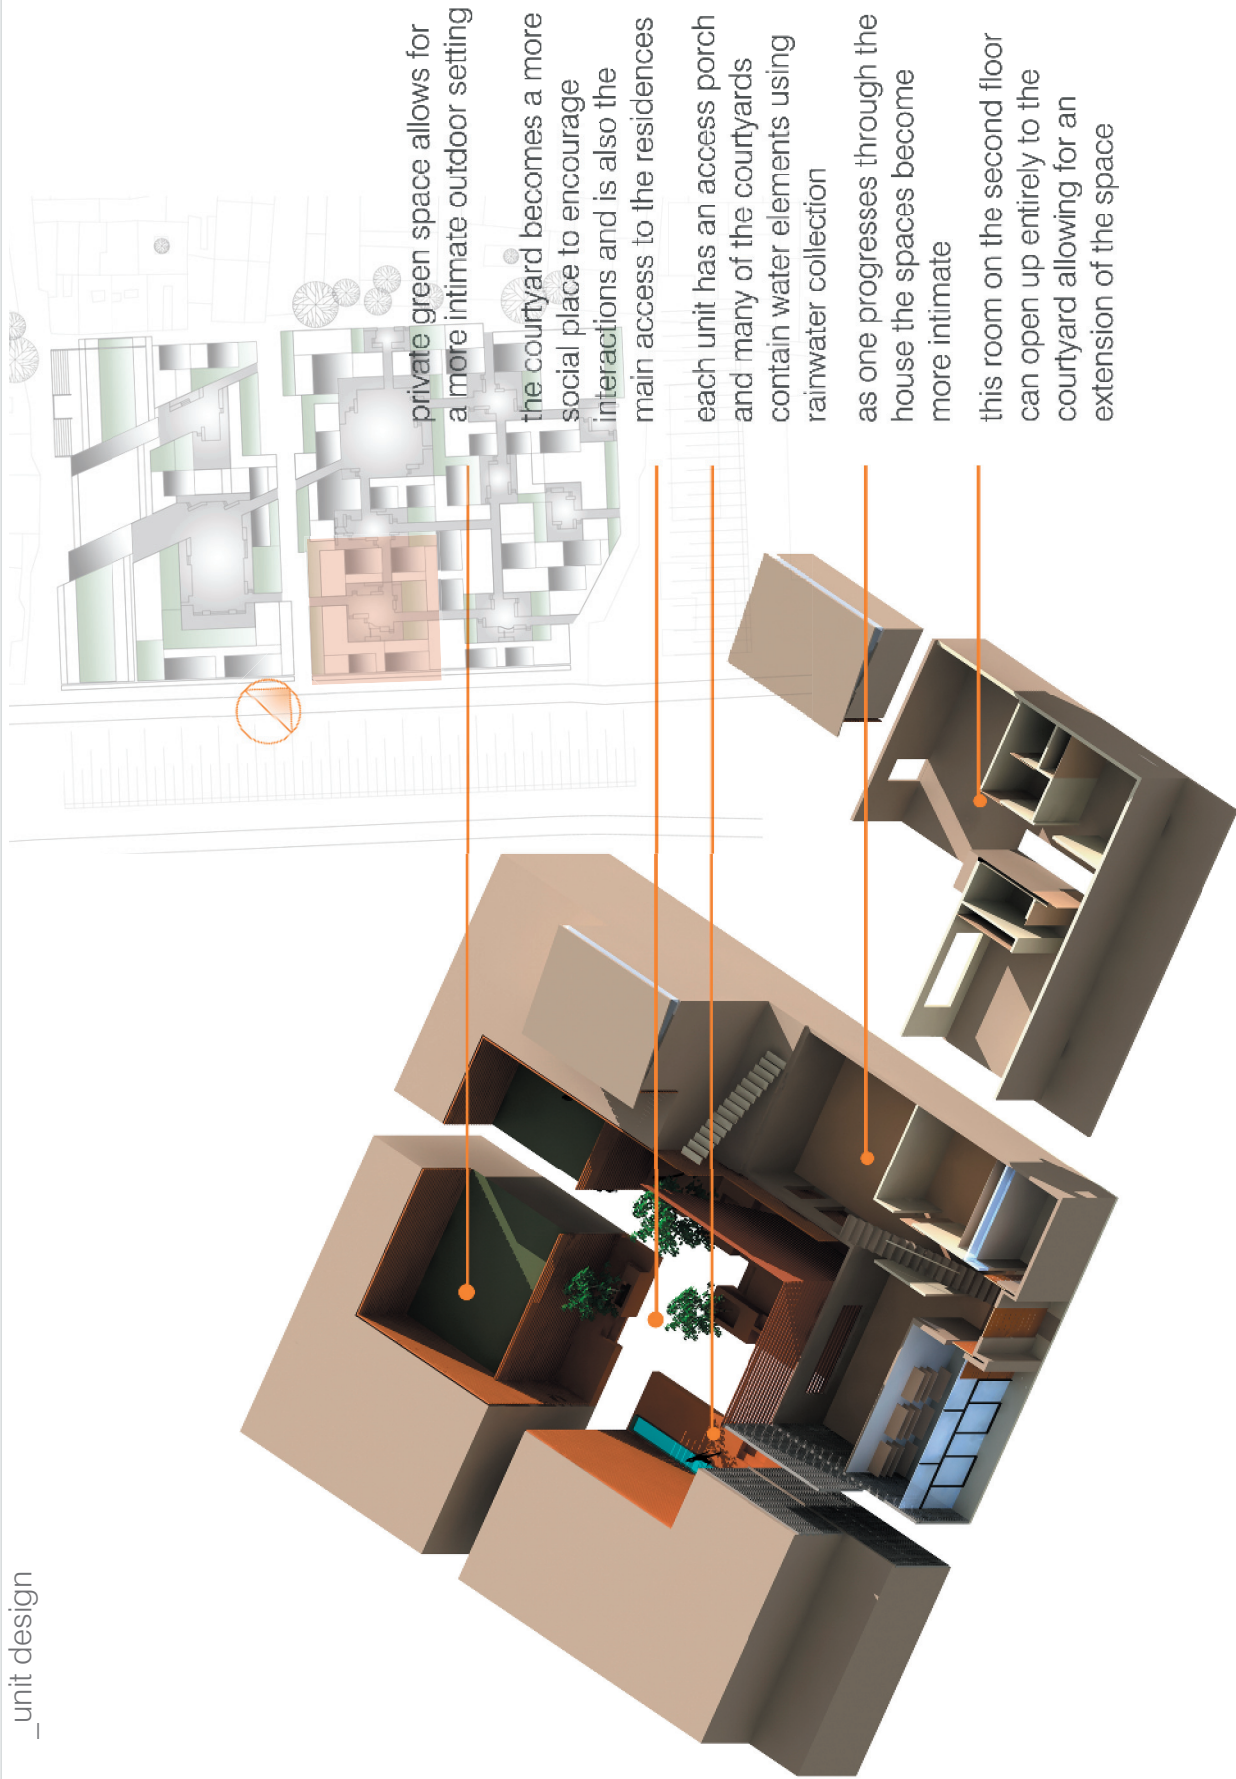 _unit design
private green space allows for
a more intimate outdoor setting
the courtyard becomes a more
social place to encourage
interactions and is also the
main access to the residences
each unit has an access porch
and many of the courtyards
contain water elements using
rainwater collection
as one progresses through the
house the spaces become
more intimate
this room on the second floor
can open up entirely to the
courtyard allowing for an
extension of the space